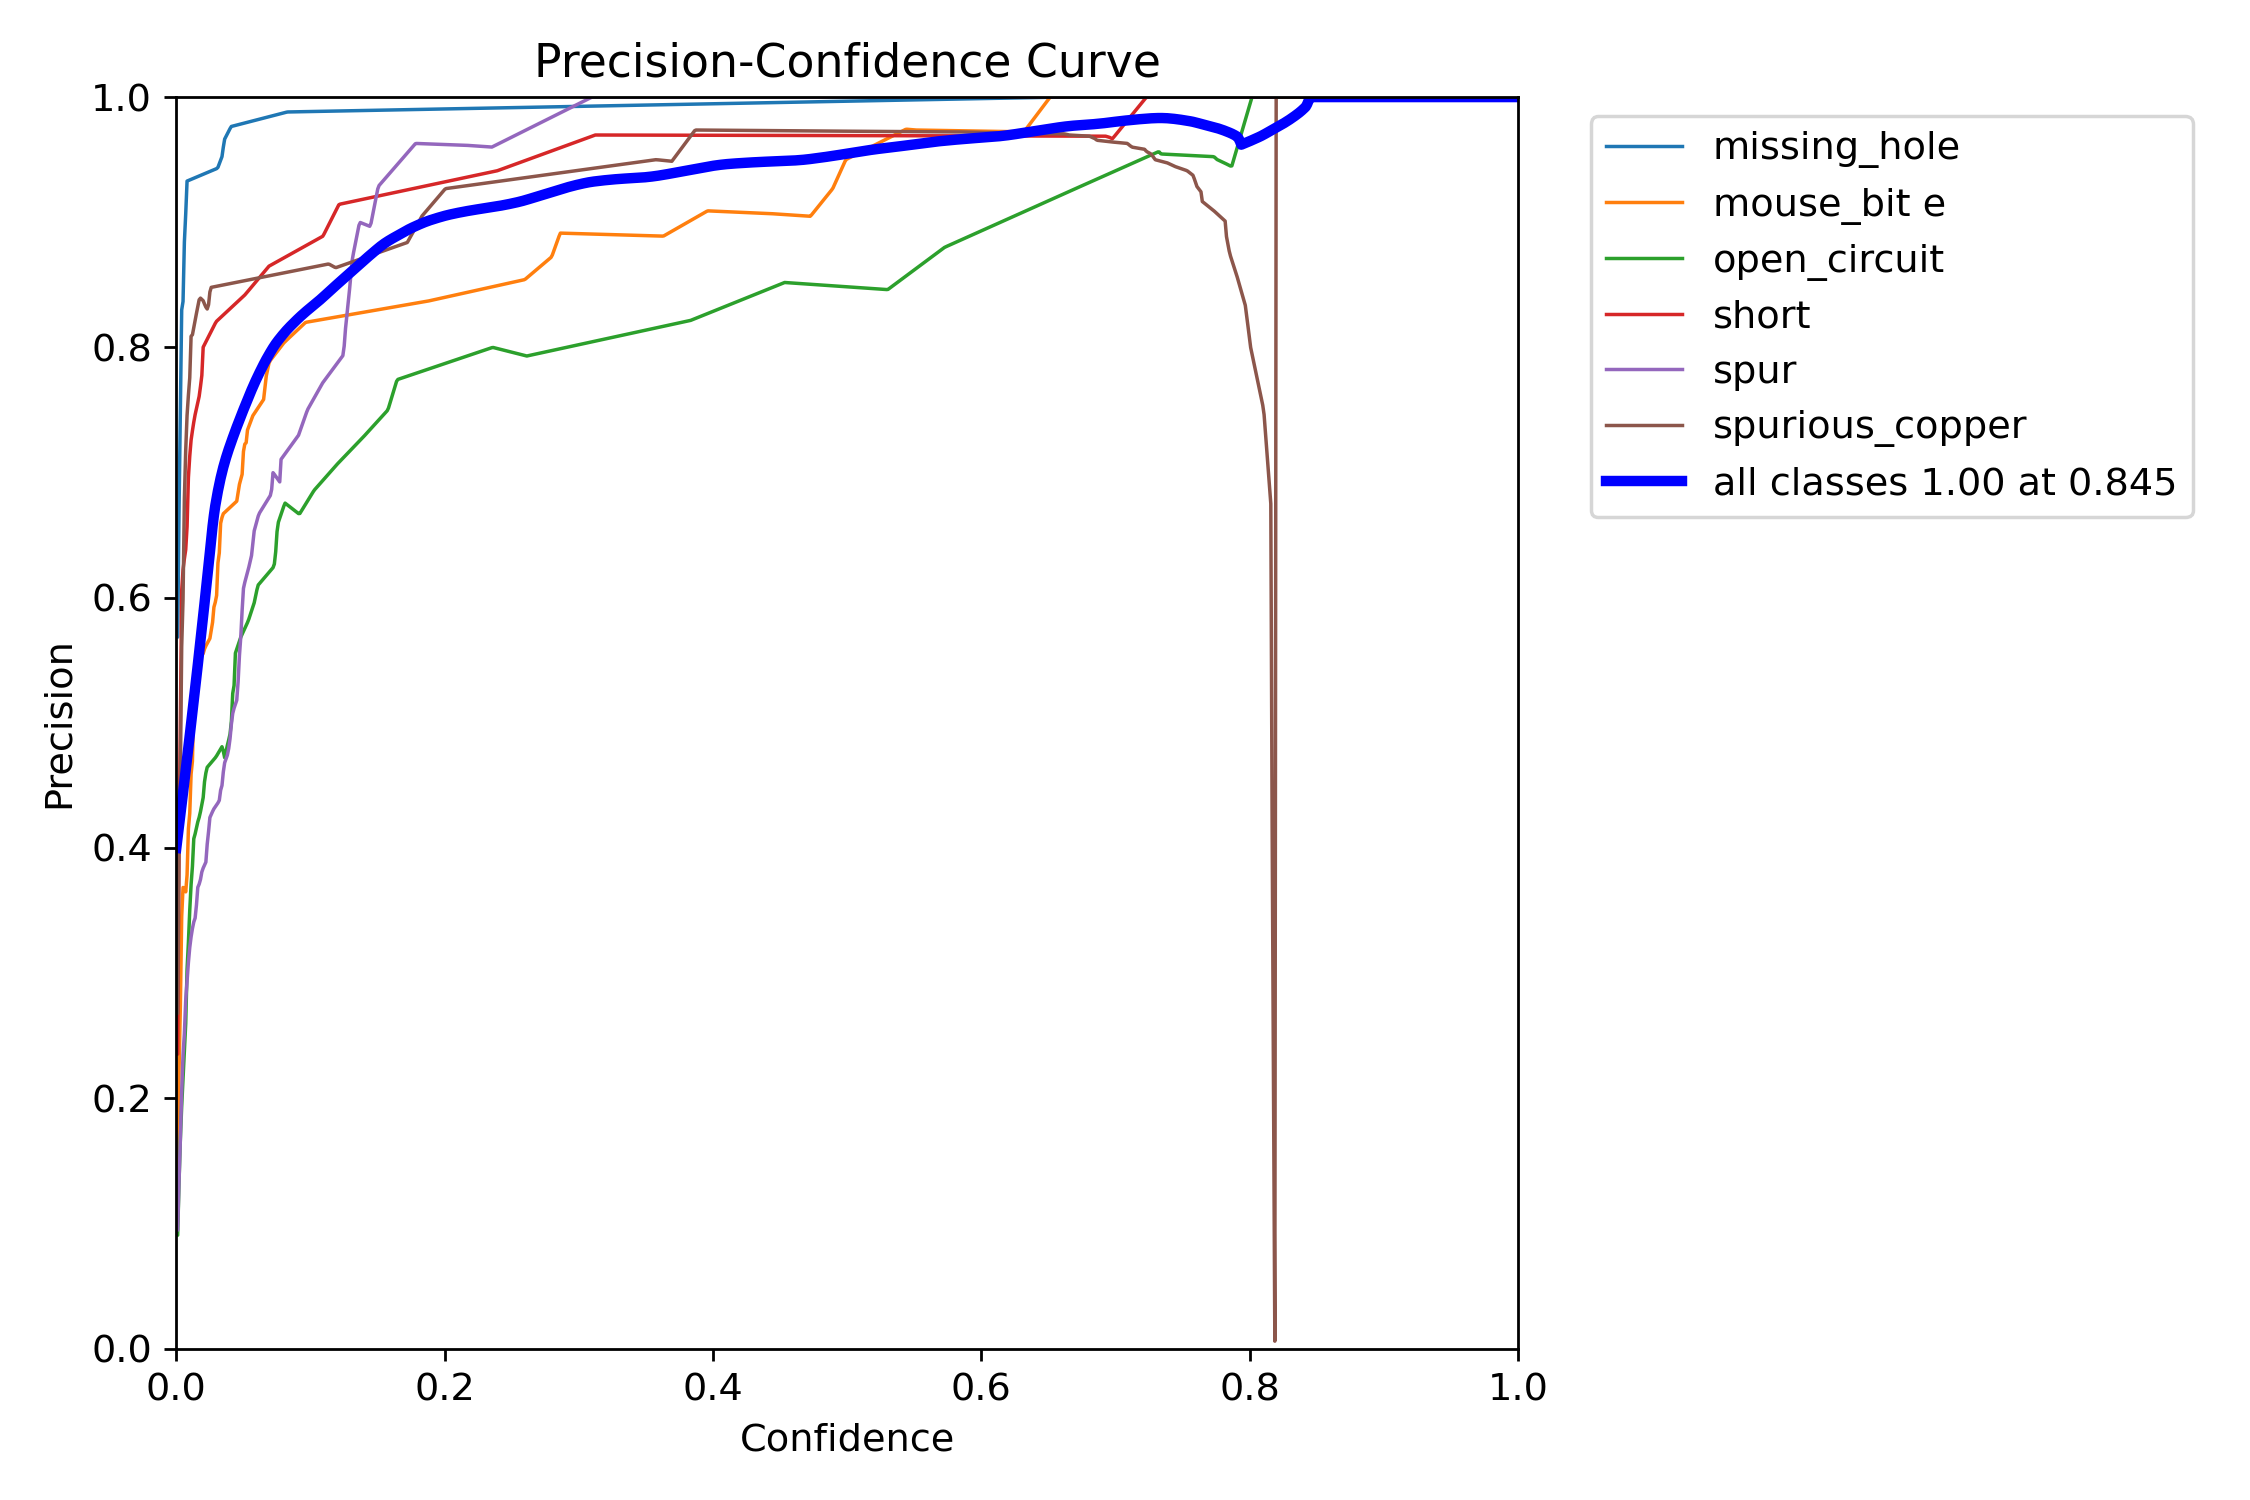 Precision-Confidence Curve
1.0
0.8
0.6
0.4
0.2
0.0
Precision
0.0 0.2 0.4 0.6 0.8 1.0
Confidence
missing_hole
mouse_bit e
open_circuit
short
spur
spurious_copper
all classes 1.00 at 0.845